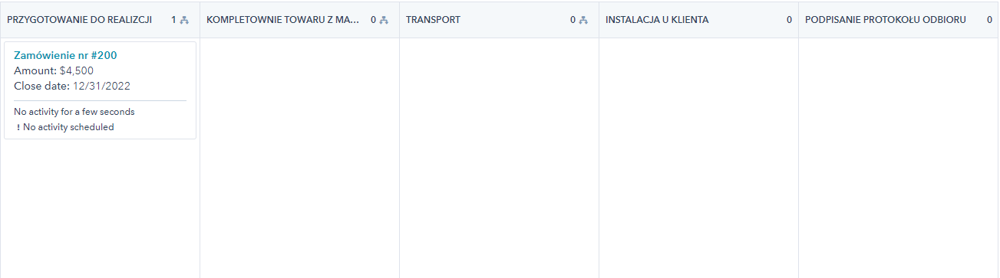 PRZYGOTOWANIE DO REALIZCJI 1
KOMPLETOWNIE TOWARU Z MA... 0
TRANSPORT 0
INSTALACJA U KLIENTA 0
PODPISANIE PROTOKOŁU ODBIORU 0
Zamówienie nr #200
Amount: $4,500
Close date: 12/31/2022
No activity for a few seconds
! No activity scheduled